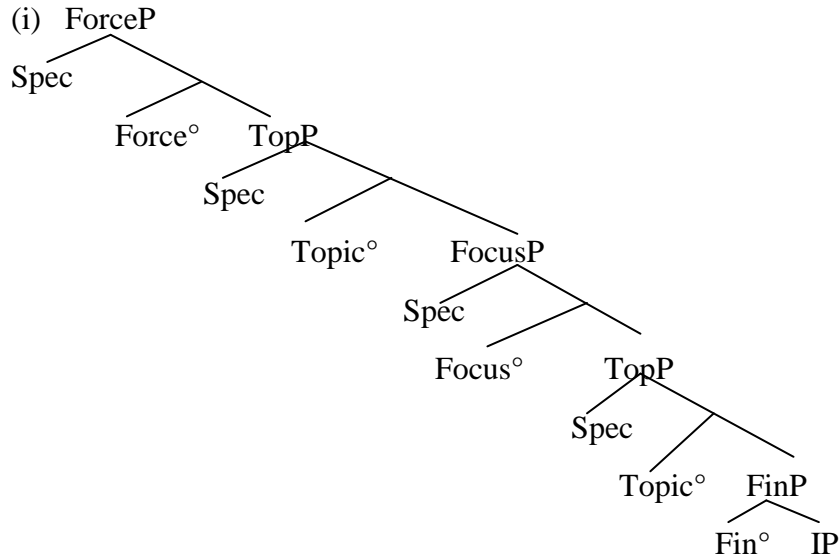 (i) ForceP
Spec
Force° TopP
Spec
Topic° FocusP
Spec
Focus° TopP
Spec
Topic° FinP
Fin° IP